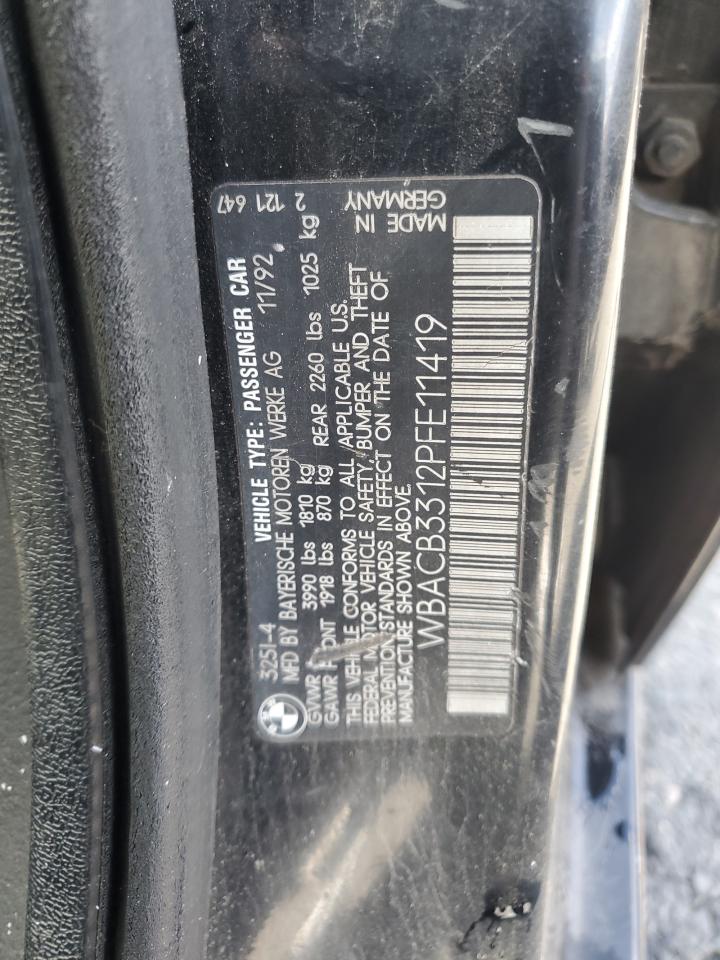 325I-4 VEHICLE TYPE: PASSENGER CAR 2 121 647
MFD BY BAYERISCHE MOTOREN WERKE AG 11/92
GVWR 3990 lbs 1810 kg
GAWR FRONT 1918 lbs 870 kg REAR 2260 lbs 1025 kg
THIS VEHICLE CONFORMS TO ALL APPLICABLE U.S.
FEDERAL MOTOR VEHICLE SAFETY, BUMPER AND THEFT
PREVENTION STANDARDS IN EFFECT ON THE DATE OF
MANUFACTURE SHOWN ABOVE.
MADE IN
GERMANY
WBACB3312PFE11419
BMW